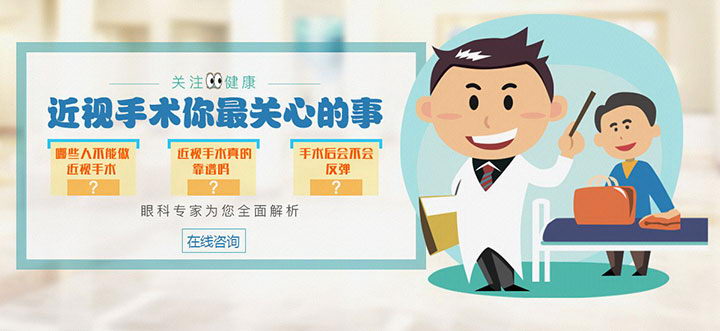 关注👀健康
近视手术你最关心的事
哪些人不能做
近视手术
?
近视手术真的
靠谱吗
?
手术后会不会
反弹
?
眼科专家为您全面解析
在线咨询